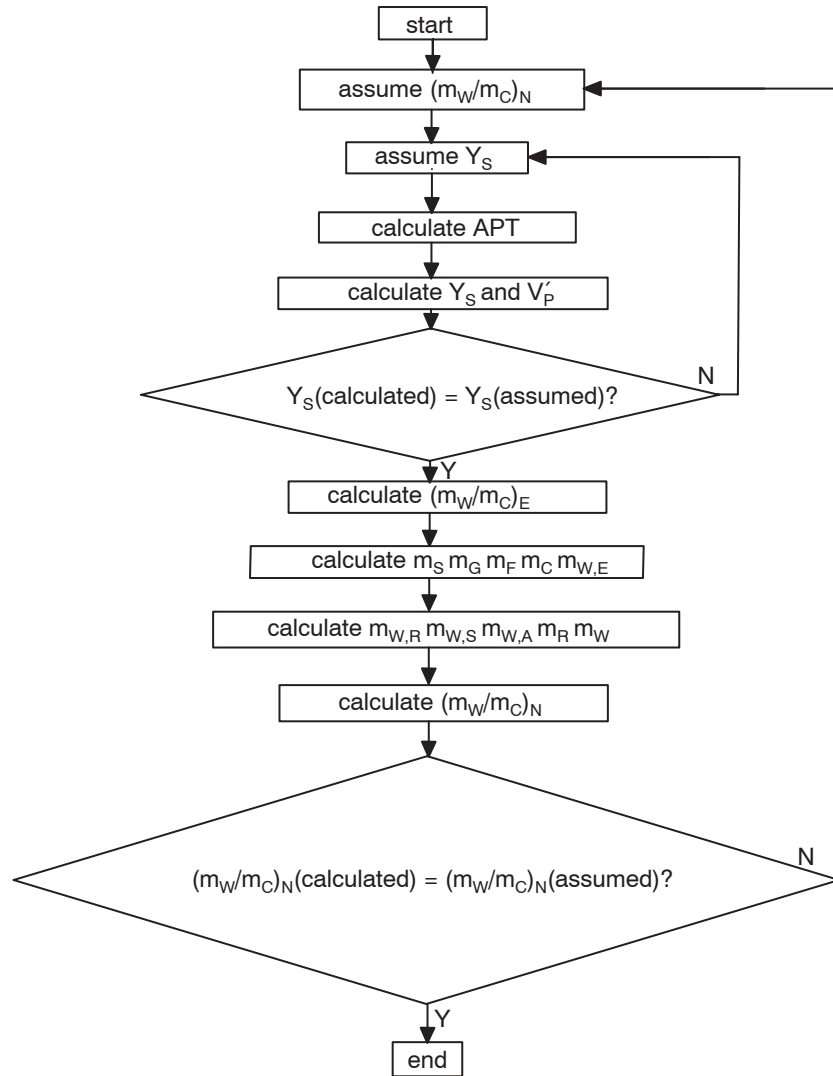 start
assume (m_W/m_C)_N
assume Y_S
calculate APT
calculate Y_S and V′_P
N
Y_S(calculated) = Y_S(assumed)?
Y
calculate (m_W/m_C)_E
calculate m_S m_G m_F m_C m_W,E
calculate m_W,R m_W,S m_W,A m_R m_W
calculate (m_W/m_C)_N
N
(m_W/m_C)_N(calculated) = (m_W/m_C)_N(assumed)?
Y
end